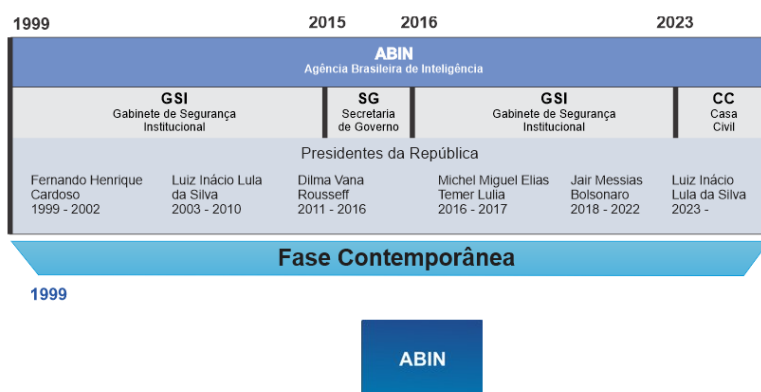 1999 2015 2016 2023
ABIN
Agência Brasileira de Inteligência
GSI
Gabinete de Segurança
Institucional
SG
Secretaria
de Governo
GSI
Gabinete de Segurança
Institucional
CC
Casa
Civil
Presidentes da República
Fernando Henrique
Cardoso
1999 - 2002
Luiz Inácio Lula
da Silva
2003 - 2010
Dilma Vana
Rousseff
2011 - 2016
Michel Miguel Elias
Temer Lulia
2016 - 2017
Jair Messias
Bolsonaro
2018 - 2022
Luiz Inácio
Lula da Silva
2023 -
Fase Contemporânea
1999
ABIN